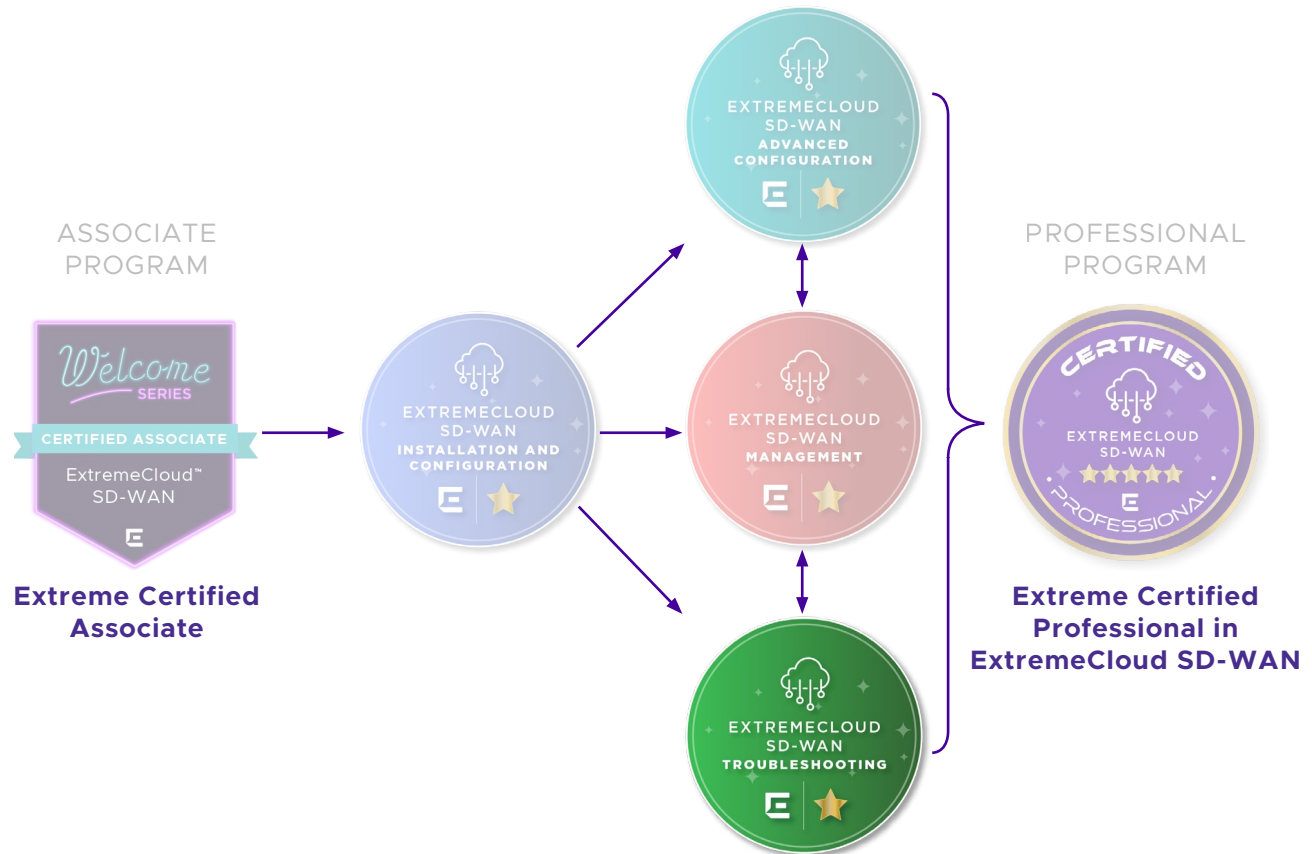 ASSOCIATE
PROGRAM
Welcome
SERIES
CERTIFIED ASSOCIATE
ExtremeCloud™
SD-WAN
E
Extreme Certified
Associate
EXTREMECLOUD
SD-WAN
INSTALLATION AND
CONFIGURATION
E
EXTREMECLOUD
SD-WAN
ADVANCED
CONFIGURATION
E
EXTREMECLOUD
SD-WAN
MANAGEMENT
E
EXTREMECLOUD
SD-WAN
TROUBLESHOOTING
E
PROFESSIONAL
PROGRAM
CERTIFIED
EXTREMECLOUD
SD-WAN
E
• PROFESSIONAL •
Extreme Certified
Professional in
ExtremeCloud SD-WAN